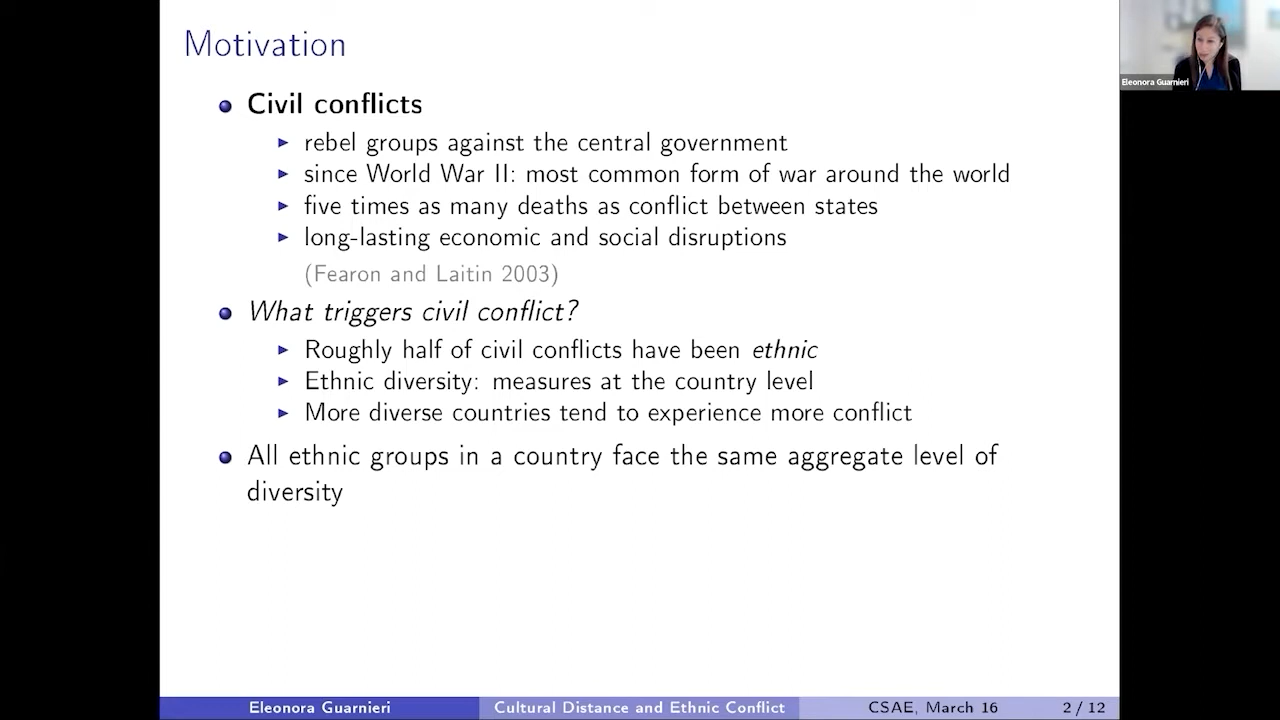 Motivation
Eleonora Guarnieri
Civil conflicts
rebel groups against the central government
since World War II: most common form of war around the world
five times as many deaths as conflict between states
long-lasting economic and social disruptions
(Fearon and Laitin 2003)
What triggers civil conflict?
Roughly half of civil conflicts have been ethnic
Ethnic diversity: measures at the country level
More diverse countries tend to experience more conflict
All ethnic groups in a country face the same aggregate level of
diversity
Eleonora Guarnieri Cultural Distance and Ethnic Conflict CSAE, March 16 2 / 12